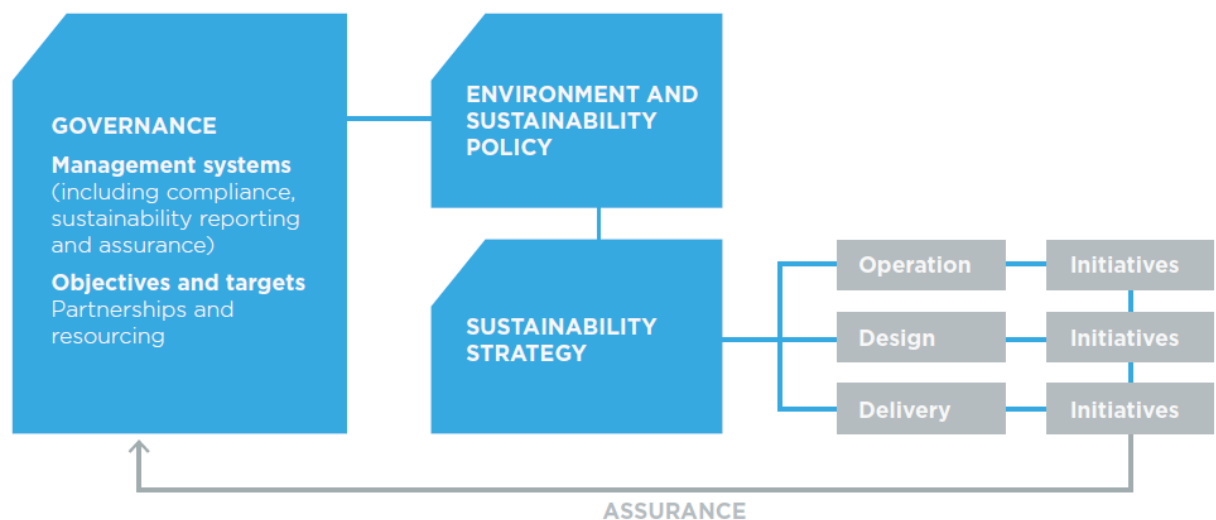 GOVERNANCE
Management systems
(including compliance,
sustainability reporting
and assurance)
Objectives and targets
Partnerships and
resourcing
ENVIRONMENT AND
SUSTAINABILITY
POLICY
SUSTAINABILITY
STRATEGY
Operation
Initiatives
Design
Initiatives
Delivery
Initiatives
ASSURANCE